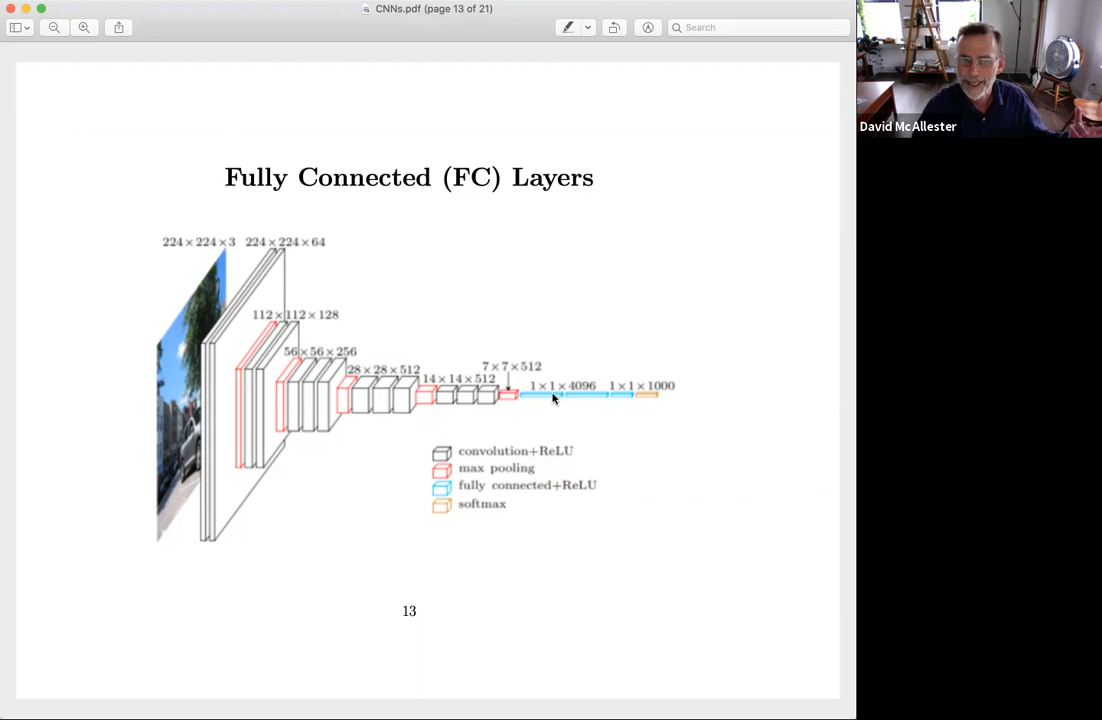 CNNs.pdf (page 13 of 21)
Search
David McAllester
Fully Connected (FC) Layers
224×224×3 224×224×64
112×112×128
56×56×256
28×28×512
14×14×512
7×7×512
1×1×4096 1×1×1000
convolution+ReLU
max pooling
fully connected+ReLU
softmax
13